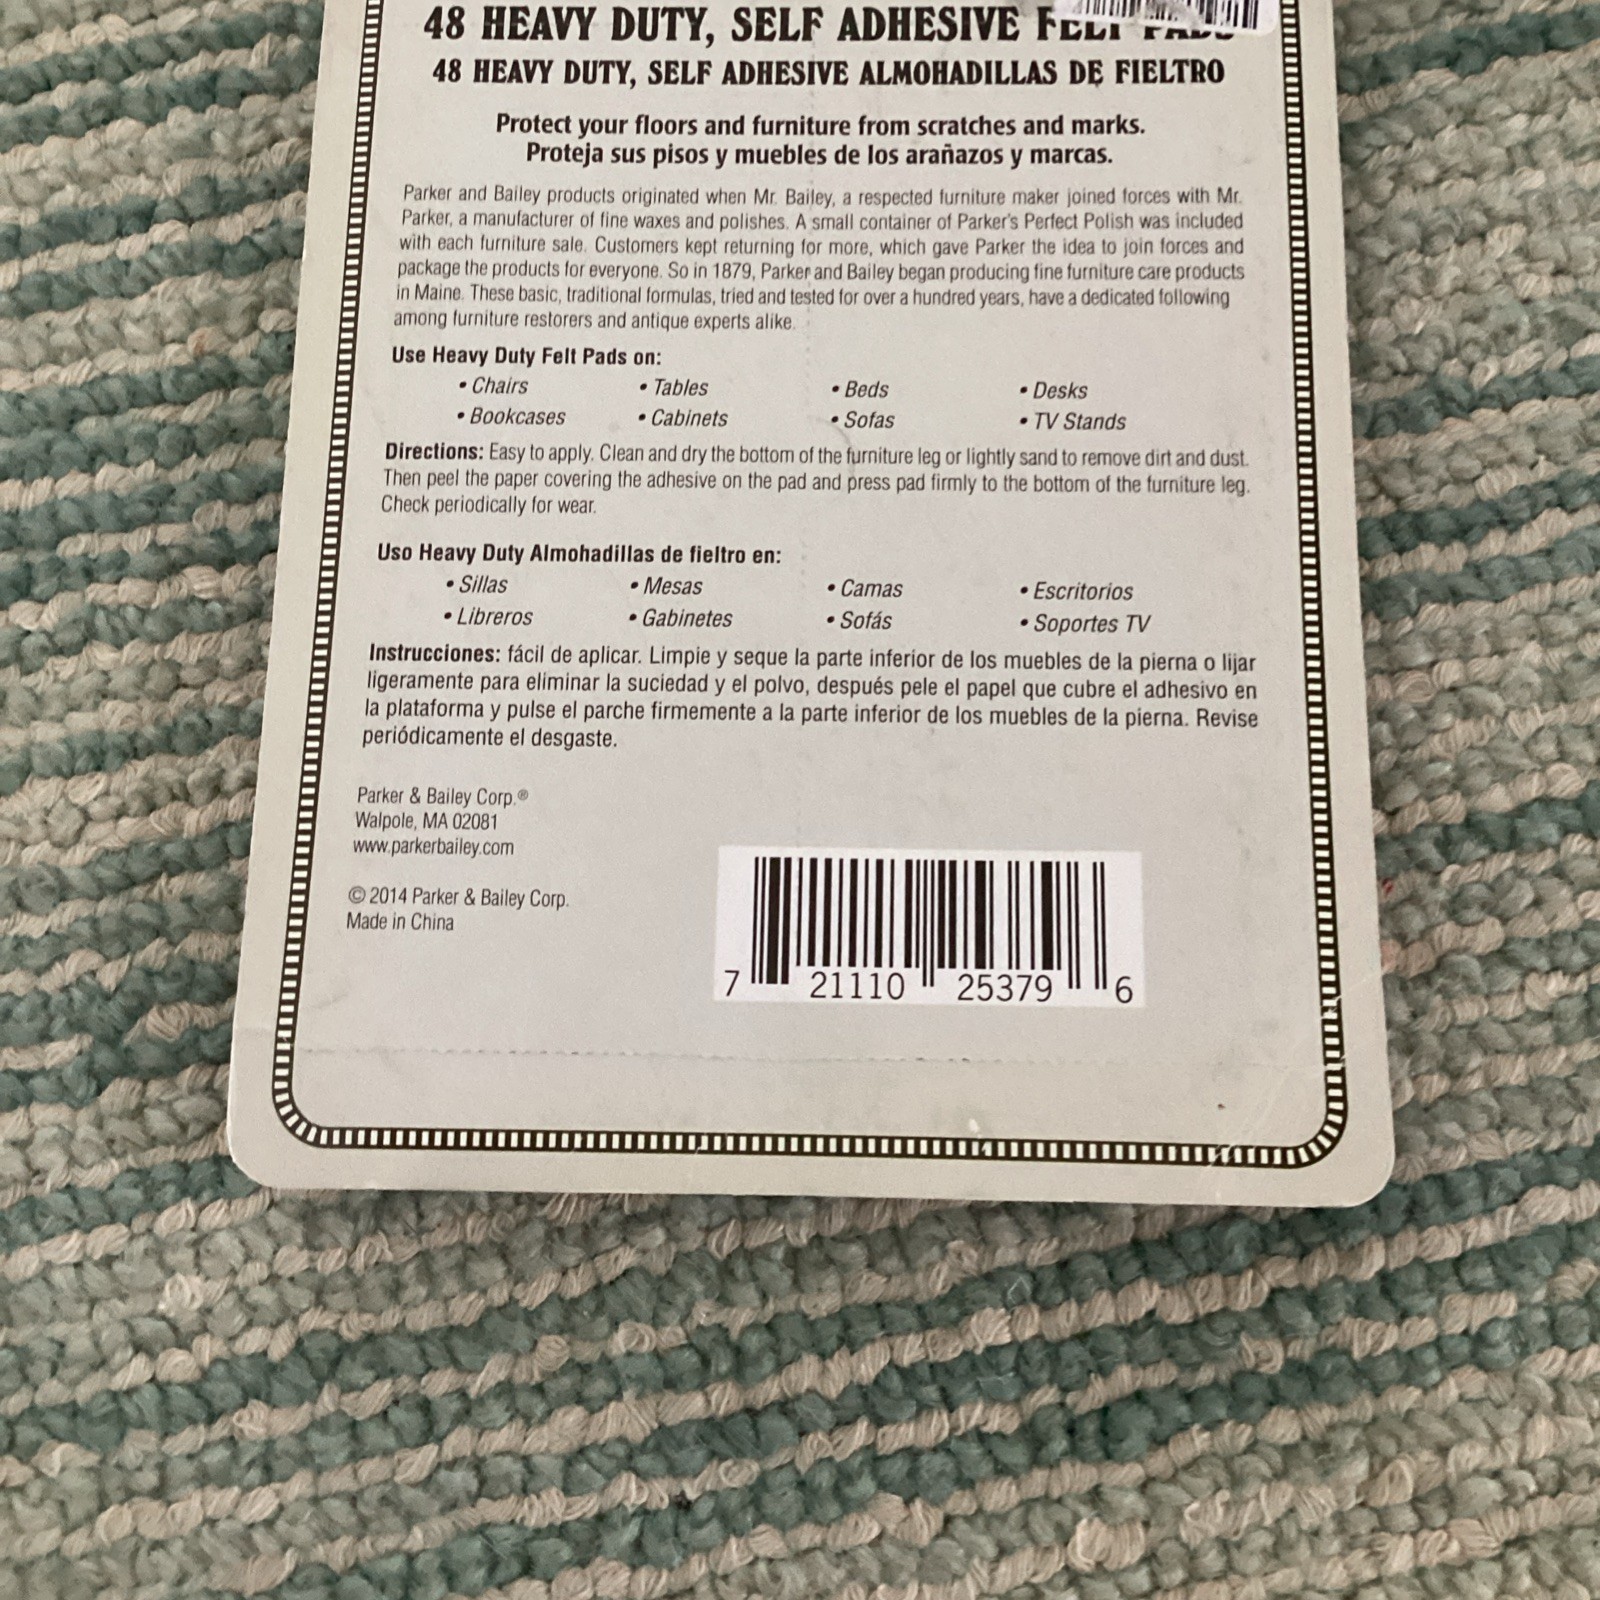 48 HEAVY DUTY, SELF ADHESIVE FELT PADS
48 HEAVY DUTY, SELF ADHESIVE ALMOHADILLAS DE FIELTRO
Protect your floors and furniture from scratches and marks.
Proteja sus pisos y muebles de los arañazos y marcas.
Parker and Bailey products originated when Mr. Bailey, a respected furniture maker joined forces with Mr.
Parker, a manufacturer of fine waxes and polishes. A small container of Parker's Perfect Polish was included
with each furniture sale. Customers kept returning for more, which gave Parker the idea to join forces and
package the products for everyone. So in 1879, Parker and Bailey began producing fine furniture care products
in Maine. These basic, traditional formulas, tried and tested for over a hundred years, have a dedicated following
among furniture restorers and antique experts alike.
Use Heavy Duty Felt Pads on:
• Chairs • Tables • Beds • Desks
• Bookcases • Cabinets • Sofas • TV Stands
Directions: Easy to apply. Clean and dry the bottom of the furniture leg or lightly sand to remove dirt and dust.
Then peel the paper covering the adhesive on the pad and press pad firmly to the bottom of the furniture leg.
Check periodically for wear.
Uso Heavy Duty Almohadillas de fieltro en:
• Sillas • Mesas • Camas • Escritorios
• Libreros • Gabinetes • Sofás • Soportes TV
Instrucciones: fácil de aplicar. Limpie y seque la parte inferior de los muebles de la pierna o lijar
ligeramente para eliminar la suciedad y el polvo, después pele el papel que cubre el adhesivo en
la plataforma y pulse el parche firmemente a la parte inferior de los muebles de la pierna. Revise
periódicamente el desgaste.
Parker & Bailey Corp.®
Walpole, MA 02081
www.parkerbailey.com
© 2014 Parker & Bailey Corp.
Made in China
7 21110 25379 6